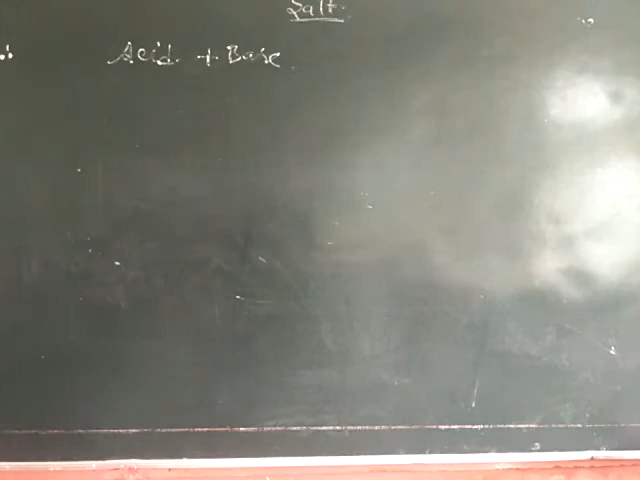 Salt
∴ Acid + Base